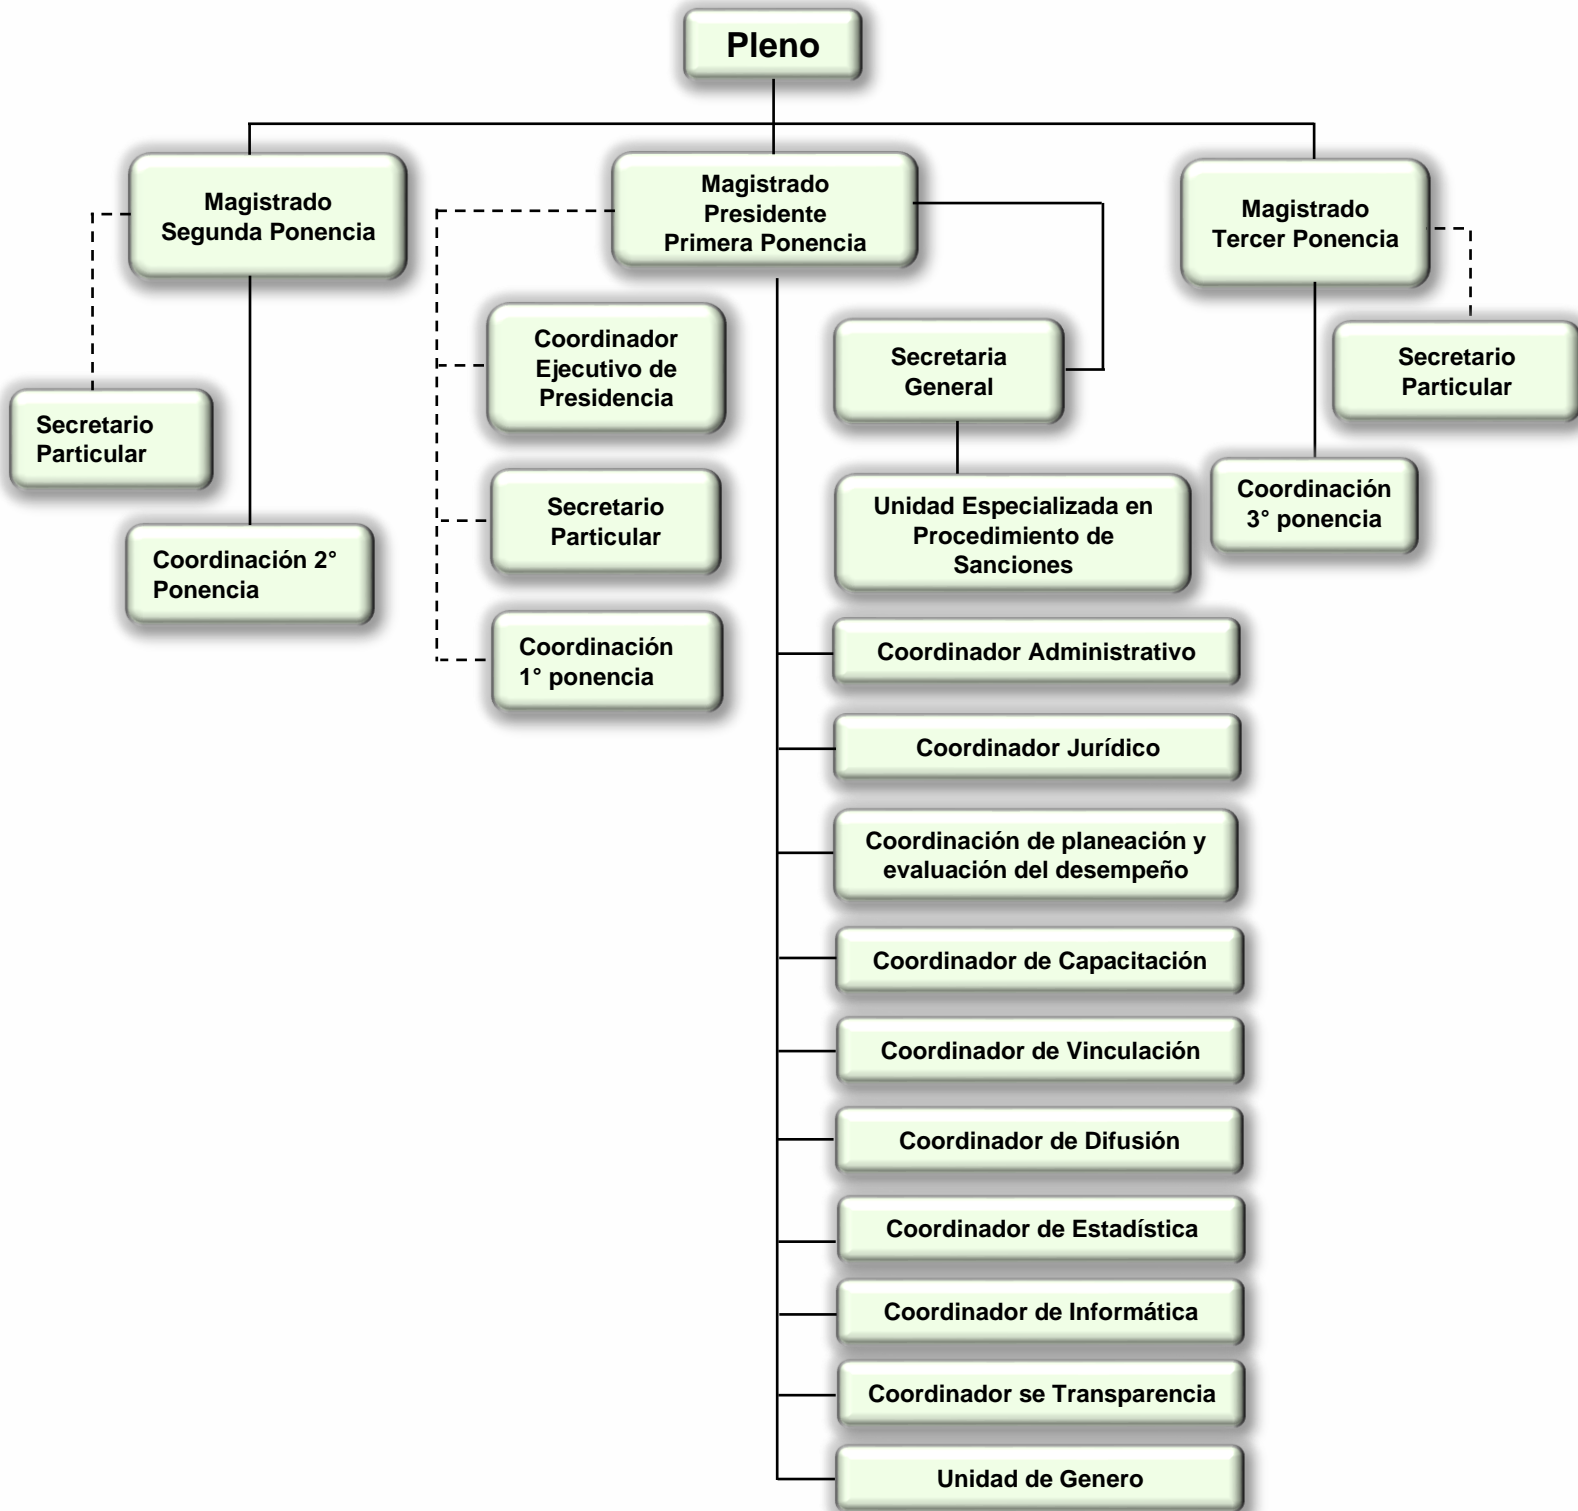 Pleno
Magistrado
Segunda Ponencia
Magistrado
Presidente
Primera Ponencia
Magistrado
Tercer Ponencia
Coordinador
Ejecutivo de
Presidencia
Secretaria
General
Secretario
Particular
Secretario
Particular
Secretario
Particular
Unidad Especializada en
Procedimiento de
Sanciones
Coordinación
3° ponencia
Coordinación 2°
Ponencia
Coordinación
1° ponencia
Coordinador Administrativo
Coordinador Jurídico
Coordinación de planeación y
evaluación del desempeño
Coordinador de Capacitación
Coordinador de Vinculación
Coordinador de Difusión
Coordinador de Estadística
Coordinador de Informática
Coordinador se Transparencia
Unidad de Genero